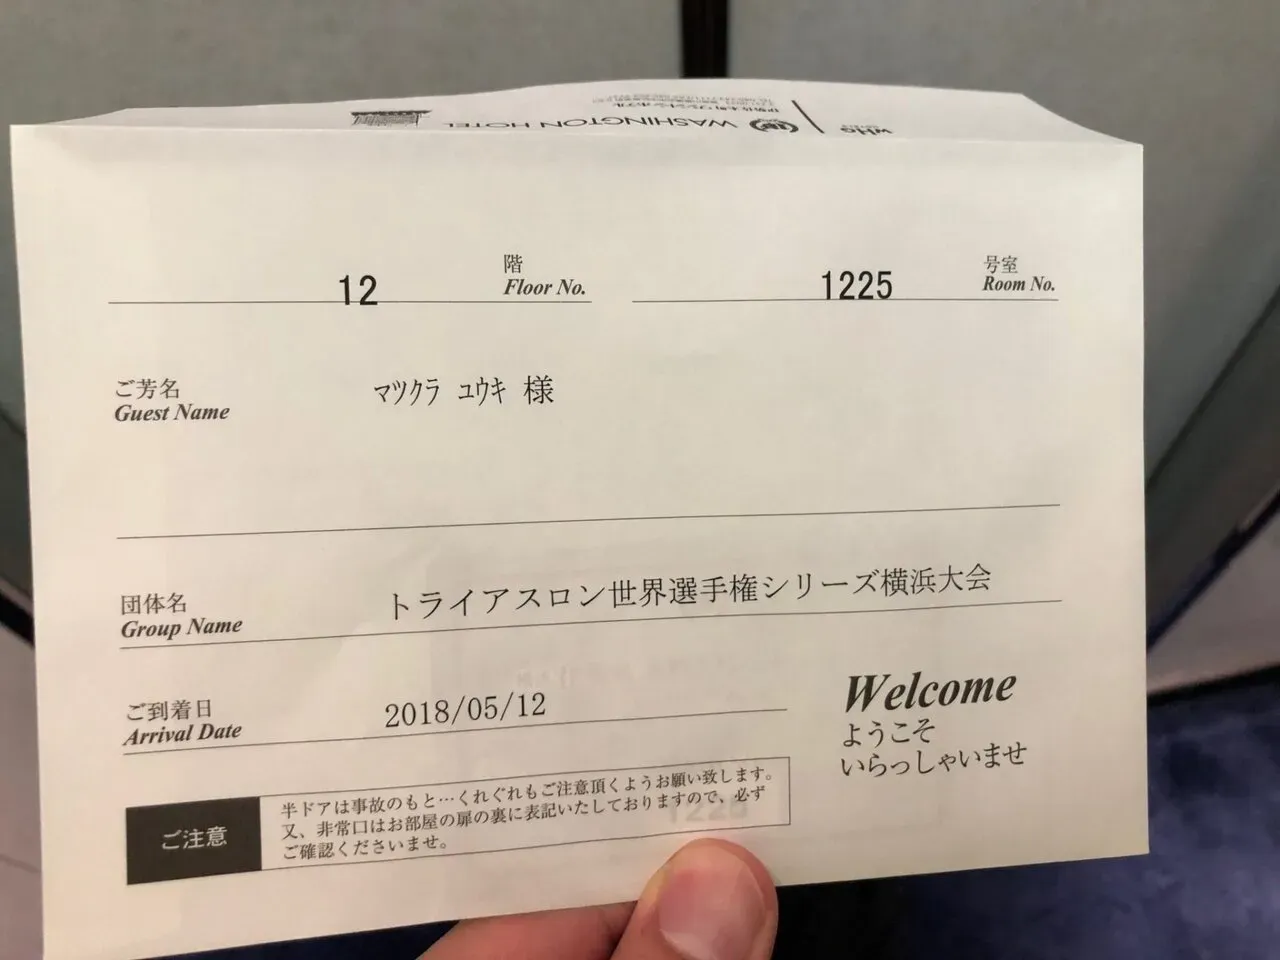 WHG
WASHINGTON HOTEL
12
階
Floor No.
1225
号室
Room No.
ご芳名
Guest Name
マツクラ ユウキ 様
団体名
Group Name
トライアスロン世界選手権シリーズ横浜大会
ご到着日
Arrival Date
2018/05/12
Welcome
ようこそ
いらっしゃいませ
ご注意
半ドアは事故のもと…くれぐれもご注意頂くようお願い致します。
又、非常口はお部屋の扉の裏に表記いたしておりますので、必ず
ご確認くださいませ。
1225